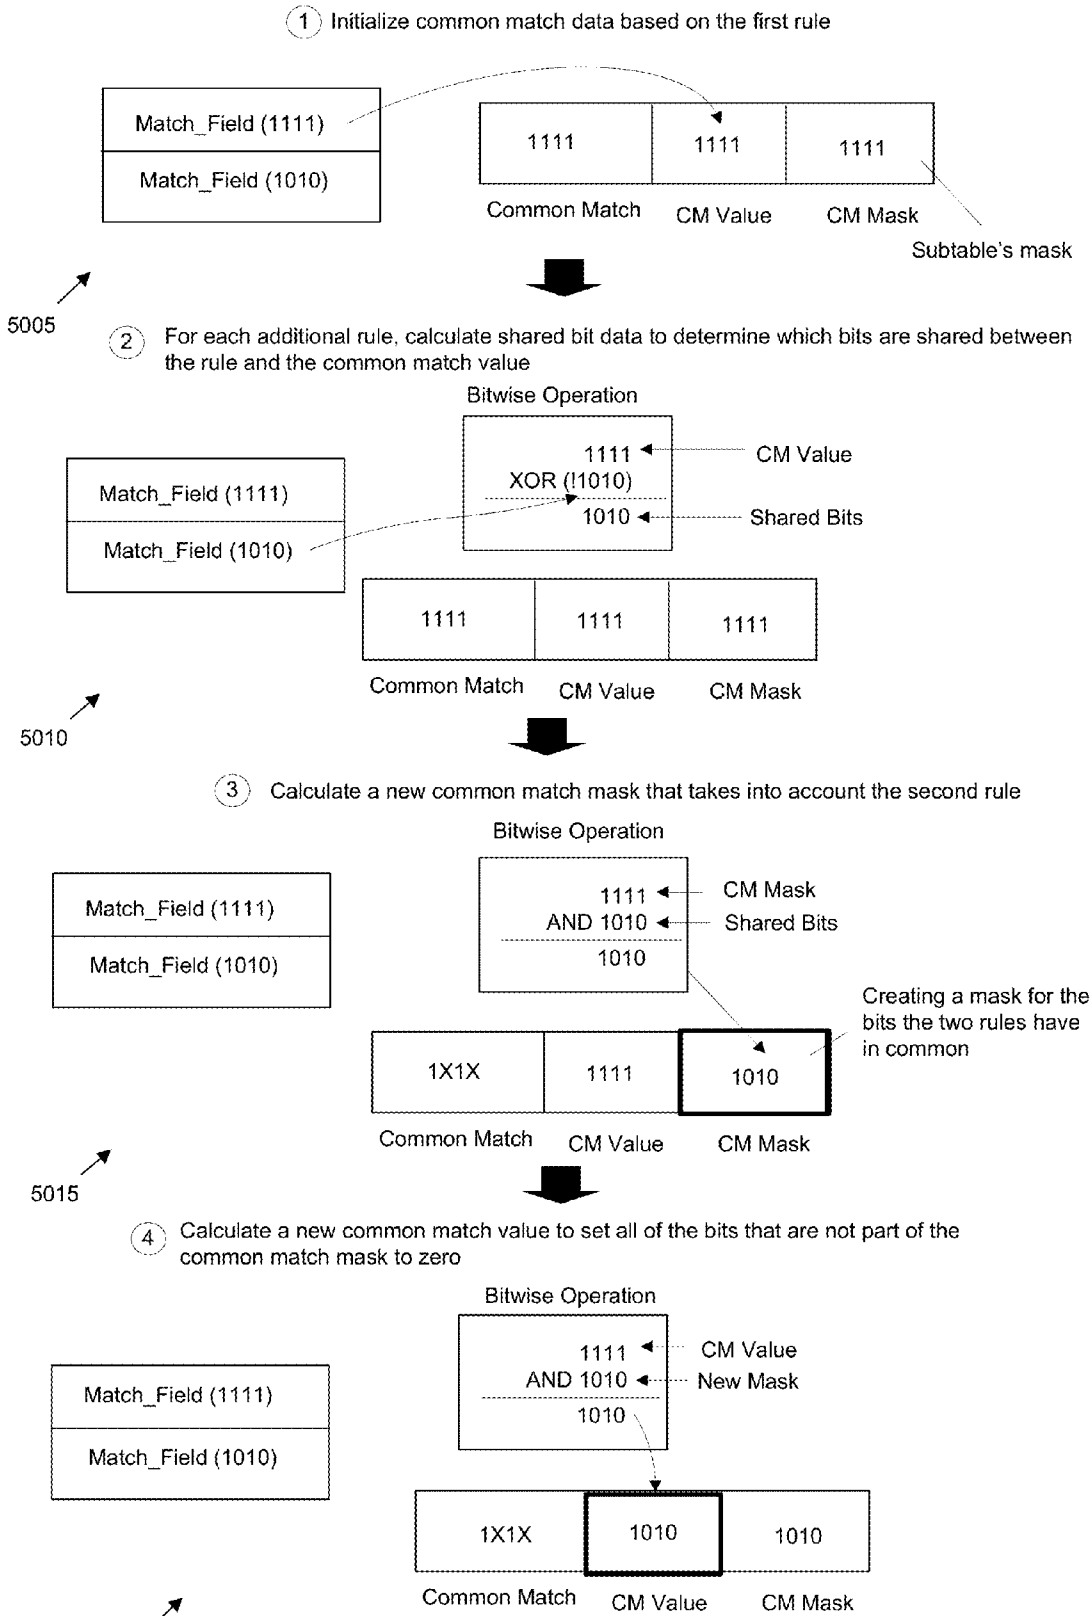 1 Initialize common match data based on the first rule
Match_Field (1111)
Match_Field (1010)
1111 1111 1111
Common Match CM Value CM Mask
Subtable's mask
5005
2 For each additional rule, calculate shared bit data to determine which bits are shared between
the rule and the common match value
Bitwise Operation
1111 CM Value
XOR (!1010)
1010 Shared Bits
Match_Field (1111)
Match_Field (1010)
1111 1111 1111
Common Match CM Value CM Mask
5010
3 Calculate a new common match mask that takes into account the second rule
Bitwise Operation
1111 CM Mask
AND 1010 Shared Bits
1010
Match_Field (1111)
Match_Field (1010)
Creating a mask for the
bits the two rules have
in common
1X1X 1111 1010
Common Match CM Value CM Mask
5015
4 Calculate a new common match value to set all of the bits that are not part of the
common match mask to zero
Bitwise Operation
1111 CM Value
AND 1010 New Mask
1010
Match_Field (1111)
Match_Field (1010)
1X1X 1010 1010
Common Match CM Value CM Mask